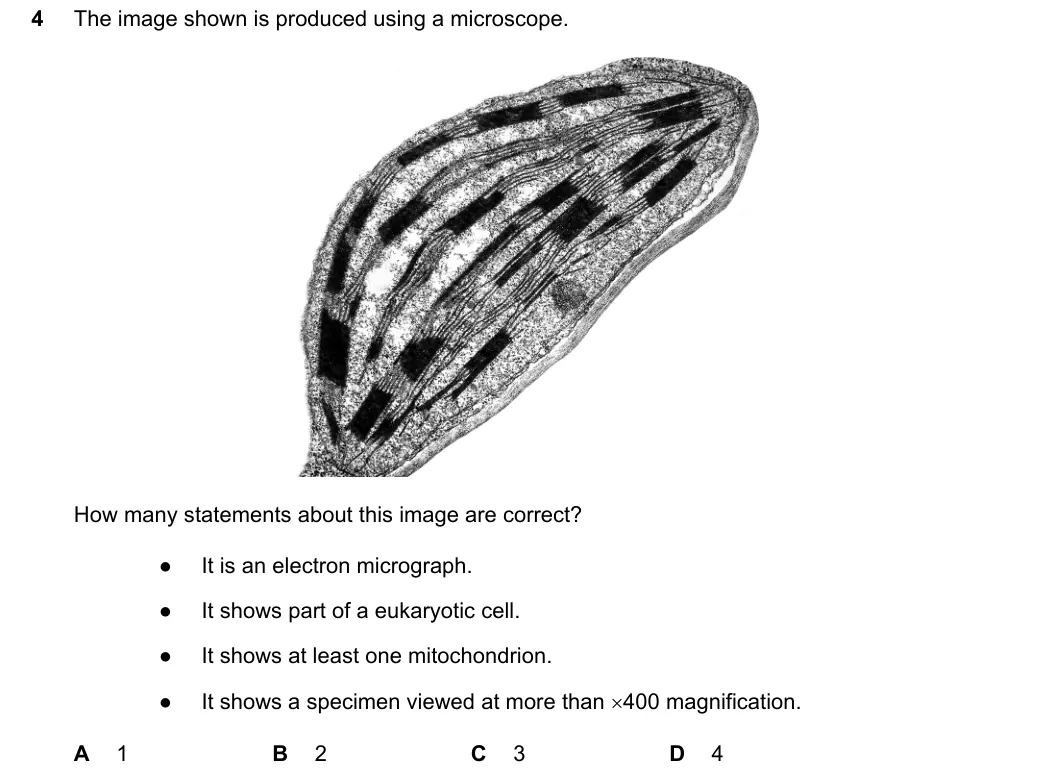 4 The image shown is produced using a microscope.
How many statements about this image are correct?
● It is an electron micrograph.
● It shows part of a eukaryotic cell.
● It shows at least one mitochondrion.
● It shows a specimen viewed at more than ×400 magnification.
A 1 B 2 C 3 D 4